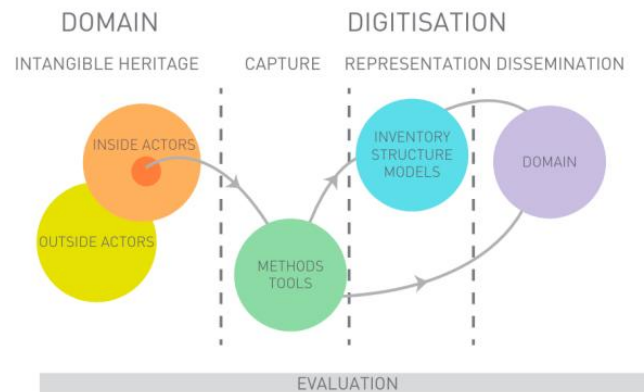 DOMAIN
DIGITISATION
INTANGIBLE HERITAGE
CAPTURE
REPRESENTATION
DISSEMINATION
INSIDE ACTORS
OUTSIDE ACTORS
METHODS
TOOLS
INVENTORY
STRUCTURE
MODELS
DOMAIN
EVALUATION